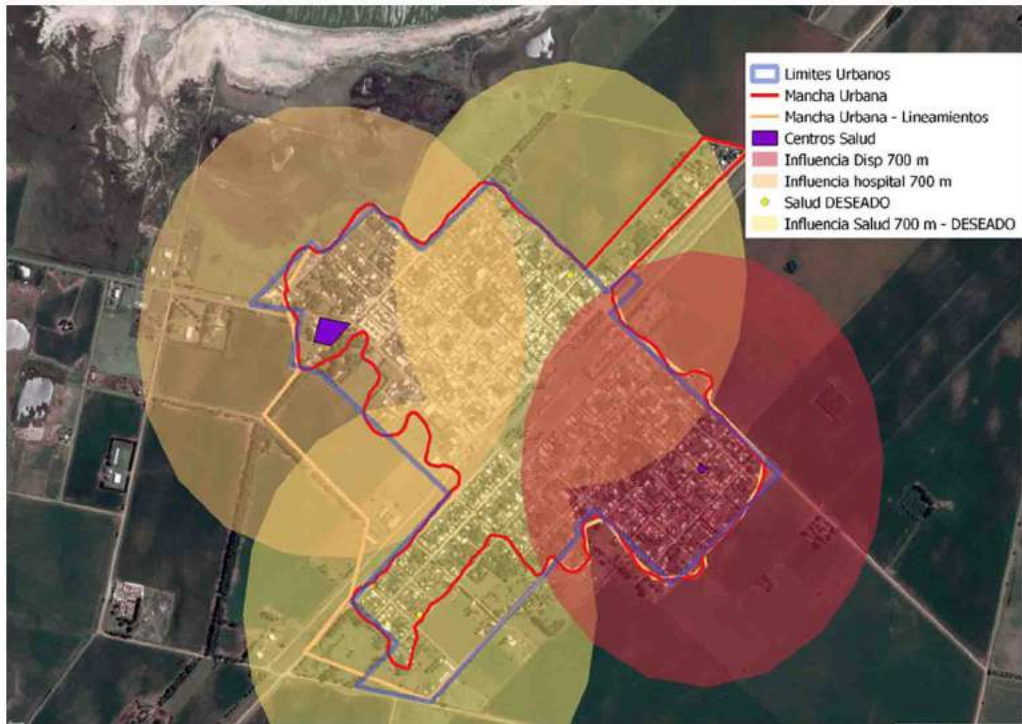 Limites Urbanos
Mancha Urbana
Mancha Urbana - Lineamientos
Centros Salud
Influencia Disp 700 m
Influencia hospital 700 m
Salud DESEADO
Influencia Salud 700 m - DESEADO